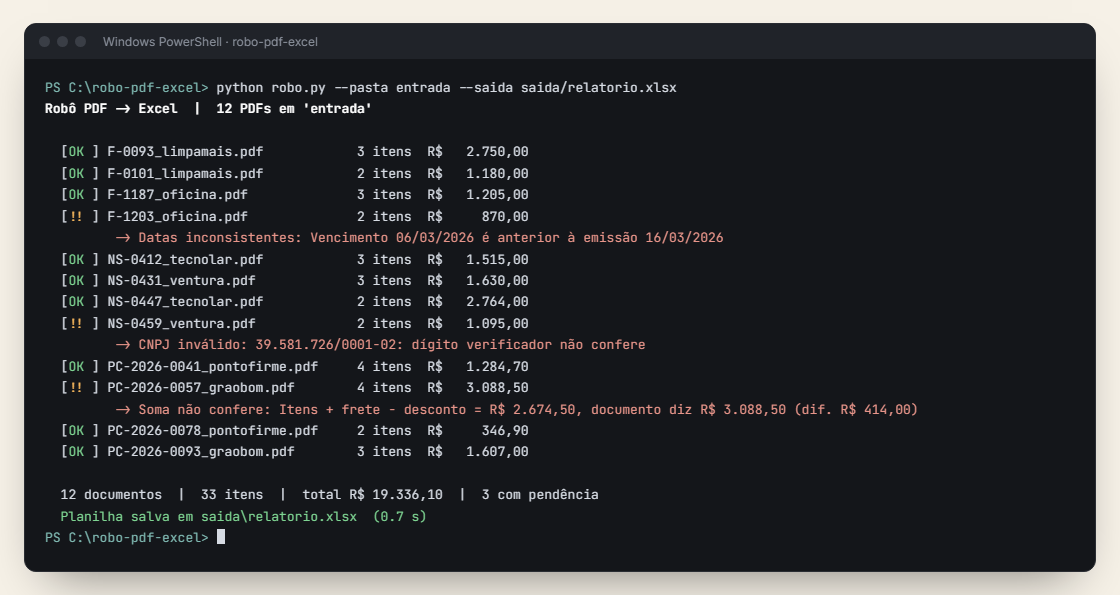 Windows PowerShell · robo-pdf-excel
PS C:\robo-pdf-excel> python robo.py --pasta entrada --saida saida/relatorio.xlsx
Robô PDF -> Excel | 12 PDFs em 'entrada'
[OK ] F-0093_limpamais.pdf 3 itens R$ 2.750,00
[OK ] F-0101_limpamais.pdf 2 itens R$ 1.180,00
[OK ] F-1187_oficina.pdf 3 itens R$ 1.205,00
[!! ] F-1203_oficina.pdf 2 itens R$ 870,00
-> Datas inconsistentes: Vencimento 06/03/2026 é anterior à emissão 16/03/2026
[OK ] NS-0412_tecnolar.pdf 3 itens R$ 1.515,00
[OK ] NS-0431_ventura.pdf 3 itens R$ 1.630,00
[OK ] NS-0447_tecnolar.pdf 2 itens R$ 2.764,00
[!! ] NS-0459_ventura.pdf 2 itens R$ 1.095,00
-> CNPJ inválido: 39.581.726/0001-02: dígito verificador não confere
[OK ] PC-2026-0041_pontofirme.pdf 4 itens R$ 1.284,70
[!! ] PC-2026-0057_graobom.pdf 4 itens R$ 3.088,50
-> Soma não confere: Itens + frete - desconto = R$ 2.674,50, documento diz R$ 3.088,50 (dif. R$ 414,00)
[OK ] PC-2026-0078_pontofirme.pdf 2 itens R$ 346,90
[OK ] PC-2026-0093_graobom.pdf 3 itens R$ 1.607,00
12 documentos | 33 itens | total R$ 19.336,10 | 3 com pendência
Planilha salva em saida\relatorio.xlsx (0.7 s)
PS C:\robo-pdf-excel>